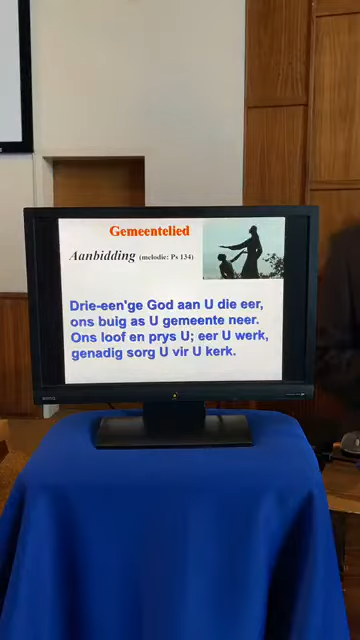 Gemeentelied
Aanbidding (melodie: Ps 134)
Drie-een'ge God aan U die eer,
ons buig as U gemeente neer.
Ons loof en prys U; eer U werk,
genadig sorg U vir U kerk.
BENQ